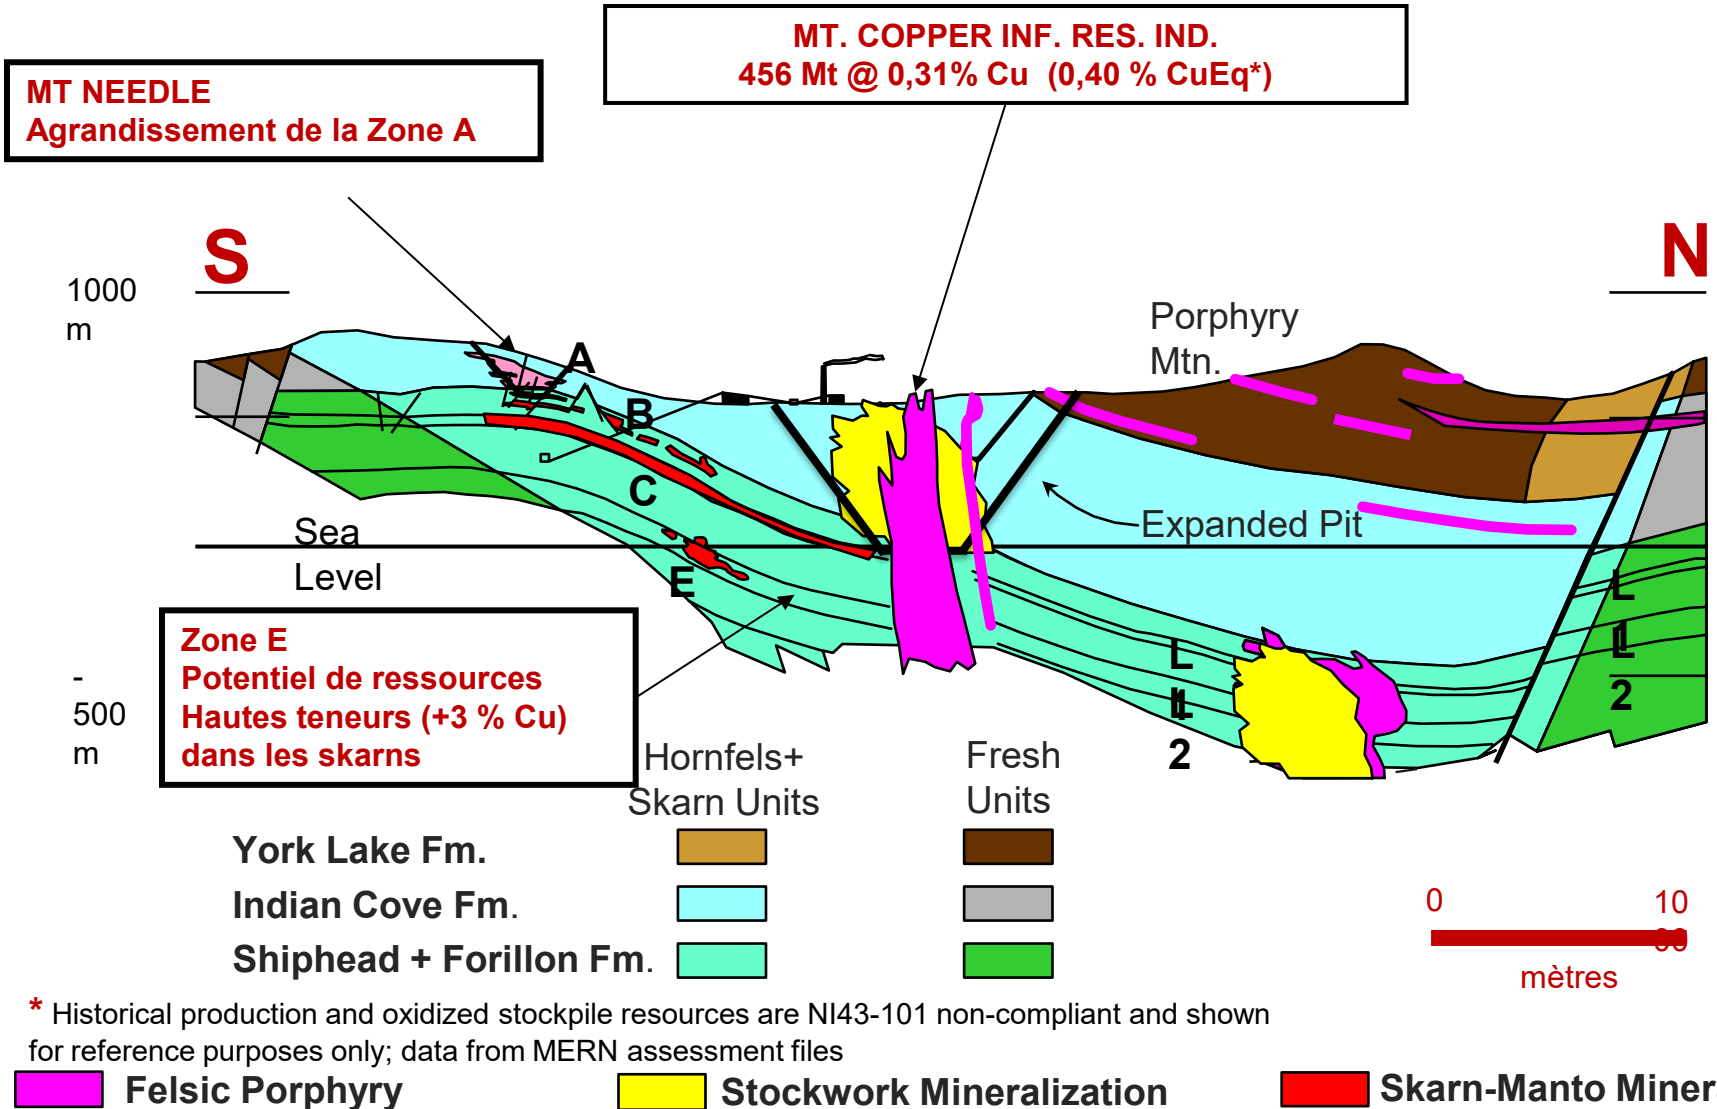 MT. COPPER INF. RES. IND.
456 Mt @ 0,31% Cu (0,40 % CuEq*)
MT NEEDLE
Agrandissement de la Zone A
S
N
1000
m
Porphyry
Mtn.
A
B
C
E
Expanded Pit
Sea
Level
L
1
L
2
L
1
L
2
Zone E
Potentiel de ressources
Hautes teneurs (+3 % Cu)
dans les skarns
-
500
m
Hornfels+
Skarn Units
Fresh
Units
York Lake Fm.
Indian Cove Fm.
Shiphead + Forillon Fm.
0
10
00
mètres
* Historical production and oxidized stockpile resources are NI43-101 non-compliant and shown
for reference purposes only; data from MERN assessment files
Felsic Porphyry
Stockwork Mineralization
Skarn-Manto Miner